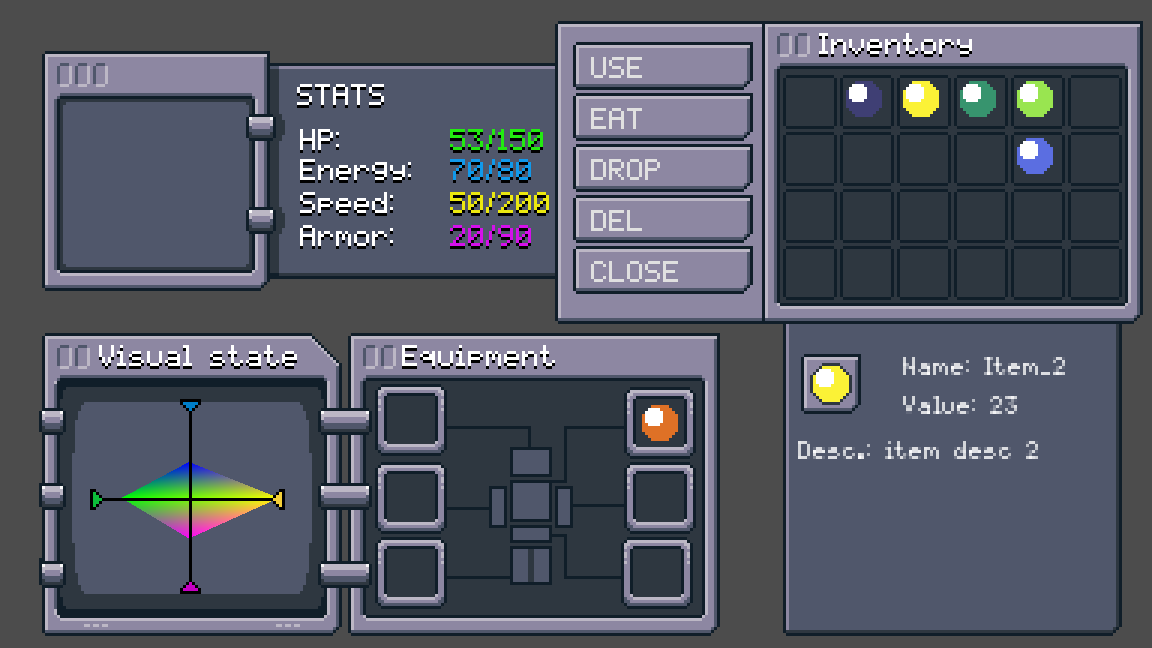 STATS
HP: 53/150
Energy: 70/80
Speed: 50/200
Armor: 20/90
USE
EAT
DROP
DEL
CLOSE
Inventory
Visual state
Equipment
Name: Item_2
Value: 23
Desc.: item desc 2